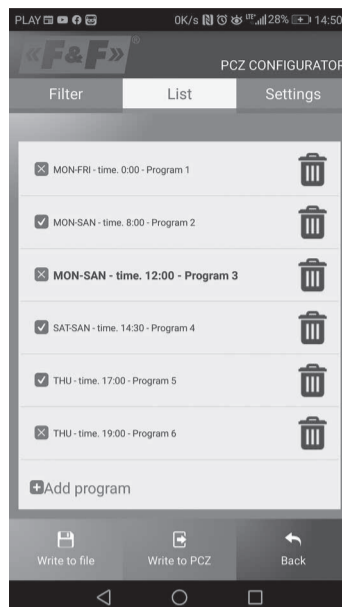 PLAY 0K/s LTE 28% 14:50
«F&F»®
PCZ CONFIGURATOR
Filter List Settings
MON-FRI - time. 0:00 - Program 1
MON-SAN - time. 8:00 - Program 2
MON-SAN - time. 12:00 - Program 3
SAT-SAN - time. 14:30 - Program 4
THU - time. 17:00 - Program 5
THU - time. 19:00 - Program 6
Add program
Write to file Write to PCZ Back